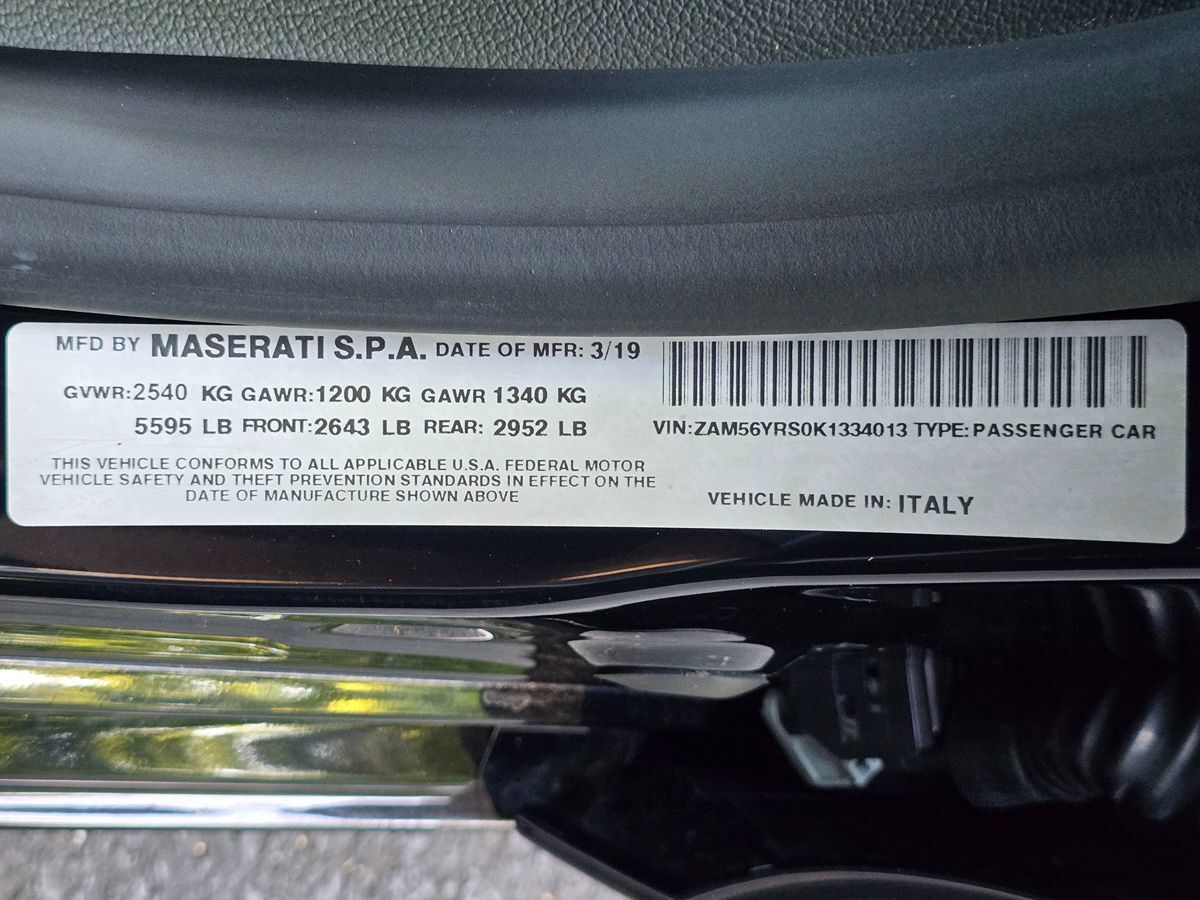 MFD BY MASERATI S.P.A. DATE OF MFR: 3/19
GVWR:2540 KG GAWR:1200 KG GAWR 1340 KG
5595 LB FRONT:2643 LB REAR: 2952 LB
THIS VEHICLE CONFORMS TO ALL APPLICABLE U.S.A. FEDERAL MOTOR
VEHICLE SAFETY AND THEFT PREVENTION STANDARDS IN EFFECT ON THE
DATE OF MANUFACTURE SHOWN ABOVE
VIN:ZAM56YRS0K1334013 TYPE:PASSENGER CAR
VEHICLE MADE IN: ITALY